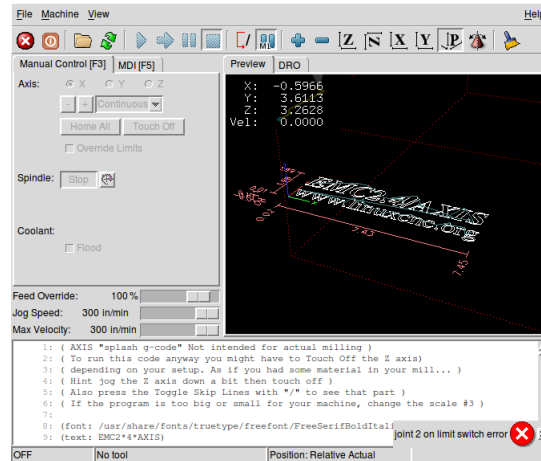 File Machine View Help
Manual Control [F3] MDI [F5] Preview DRO
Axis: X Y Z
- + Continuous
Home All Touch Off
Override Limits
Spindle: Stop
Coolant:
Flood
Feed Override: 100 %
Jog Speed: 300 in/min
Max Velocity: 300 in/min
X: -0.5966
Y: 3.6113
Z: 3.2628
Vel: 0.0000
EMC2*4*AXIS
www.linuxcnc.org
0.01
7.45
7.45
1: ( AXIS "splash g-code" Not intended for actual milling )
2: ( To run this code anyway you might have to Touch Off the Z axis)
3: ( depending on your setup. As if you had some material in your mill... )
4: ( Hint jog the Z axis down a bit then touch off )
5: ( Also press the Toggle Skip Lines with "/" to see that part )
6: ( If the program is too big or small for your machine, change the scale #3 )
7:
8: (font: /usr/share/fonts/truetype/freefont/FreeSerifBoldItali
9: (text: EMC2*4*AXIS)
joint 2 on limit switch error
OFF No tool Position: Relative Actual